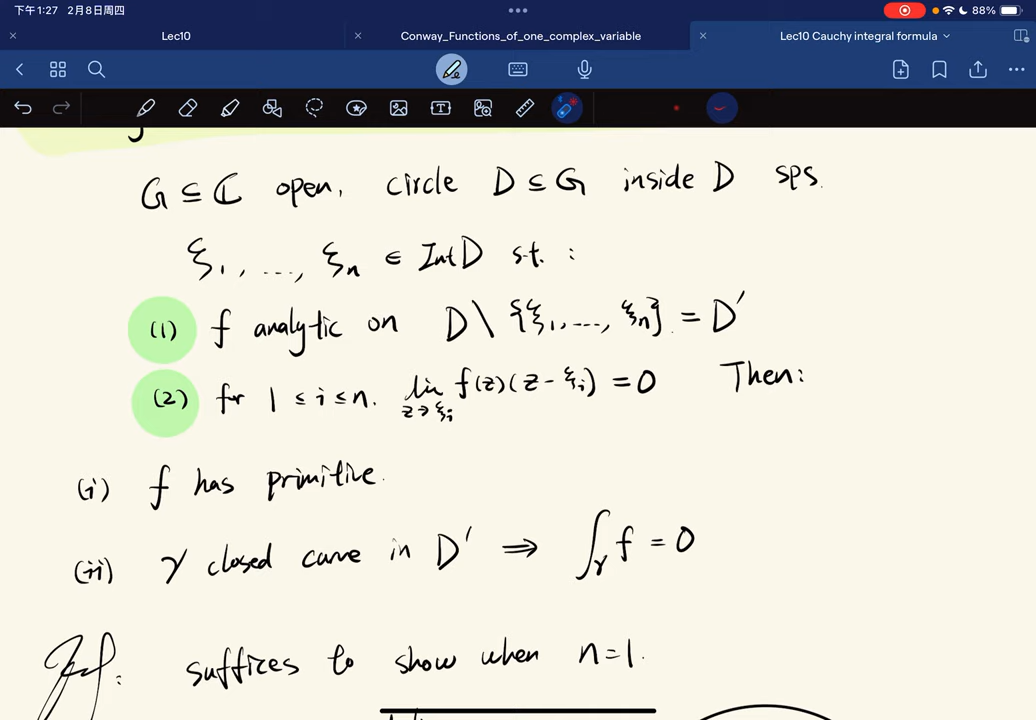 下午1:27 2月8日周四
88%
Lec10
Conway_Functions_of_one_complex_variable
Lec10 Cauchy integral formula
G ⊆ ℂ open, circle D ⊆ G inside D sps.
ξ₁, ..., ξₙ ∈ Int D s.t. :
(1) f analytic on D \ {ξ₁, ..., ξₙ} = D'
(2) for 1 ≤ i ≤ n. lim_{z→ξᵢ} f(z)(z - ξᵢ) = 0 Then:
(i) f has primitive.
(ii) γ closed curve in D' ⇒ ∫_γ f = 0
Proof: suffices to show when n=1.